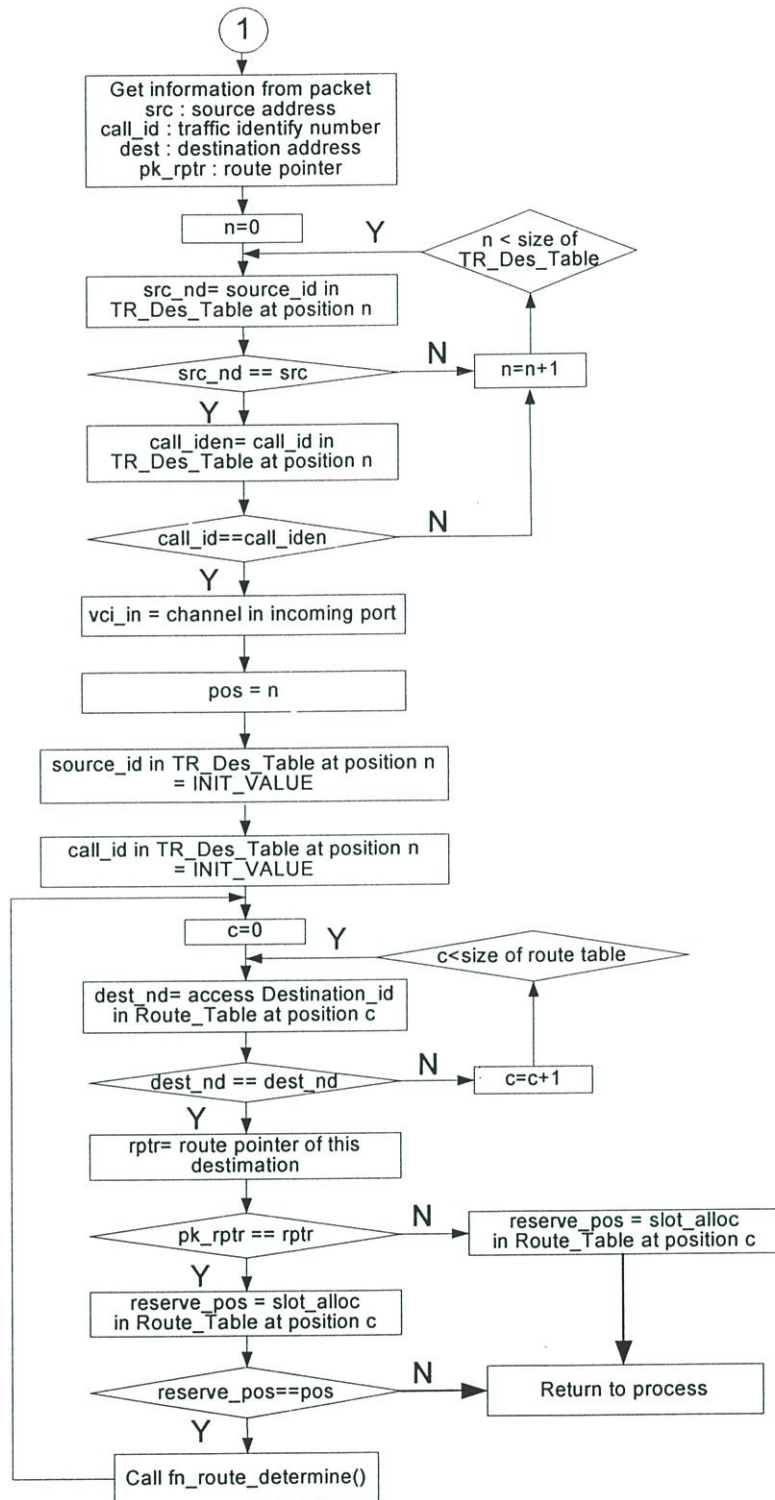 1
Get information from packet
src : source address
call_id : traffic identify number
dest : destination address
pk_rptr : route pointer
n=0
Y
n < size of
TR_Des_Table
src_nd= source_id in
TR_Des_Table at position n
src_nd == src
N
n=n+1
Y
call_iden= call_id in
TR_Des_Table at position n
call_id==call_iden
N
Y
vci_in = channel in incoming port
pos = n
source_id in TR_Des_Table at position n
= INIT_VALUE
call_id in TR_Des_Table at position n
= INIT_VALUE
c=0
Y
c<size of route table
dest_nd= access Destination_id
in Route_Table at position c
dest_nd == dest_nd
N
c=c+1
Y
rptr= route pointer of this
destimation
pk_rptr == rptr
N
reserve_pos = slot_alloc
in Route_Table at position c
Y
reserve_pos = slot_alloc
in Route_Table at position c
reserve_pos==pos
N
Return to process
Y
Call fn_route_determine()